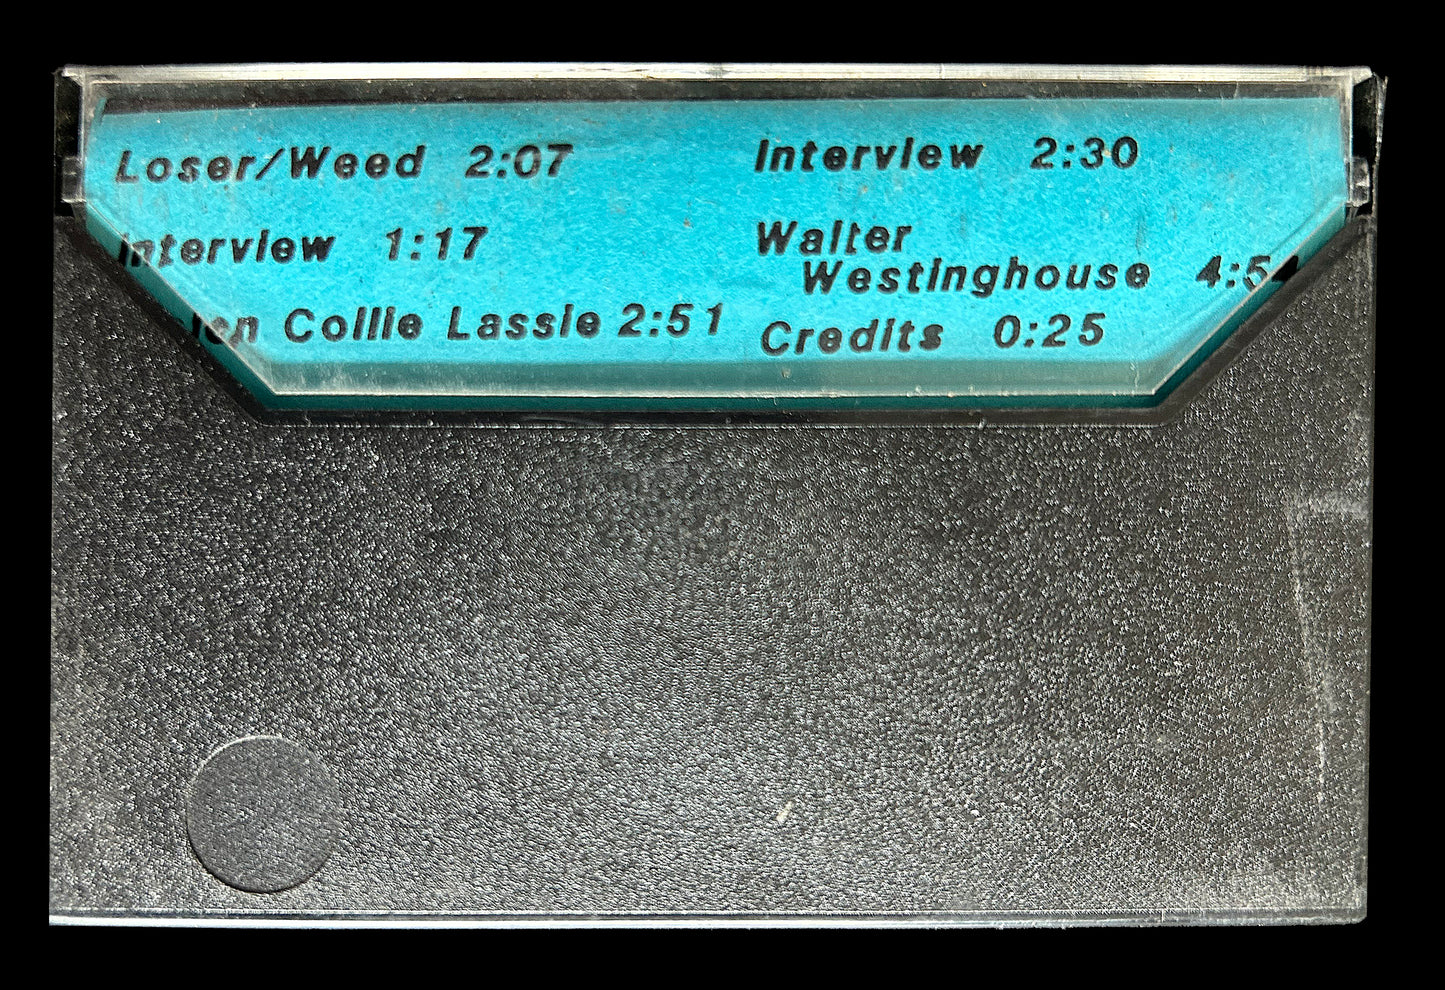 Loser/Weed 2:07
Interview 1:17
Collie Lassie 2:51
Interview 2:30
Walter
Westinghouse
Credits 0:25